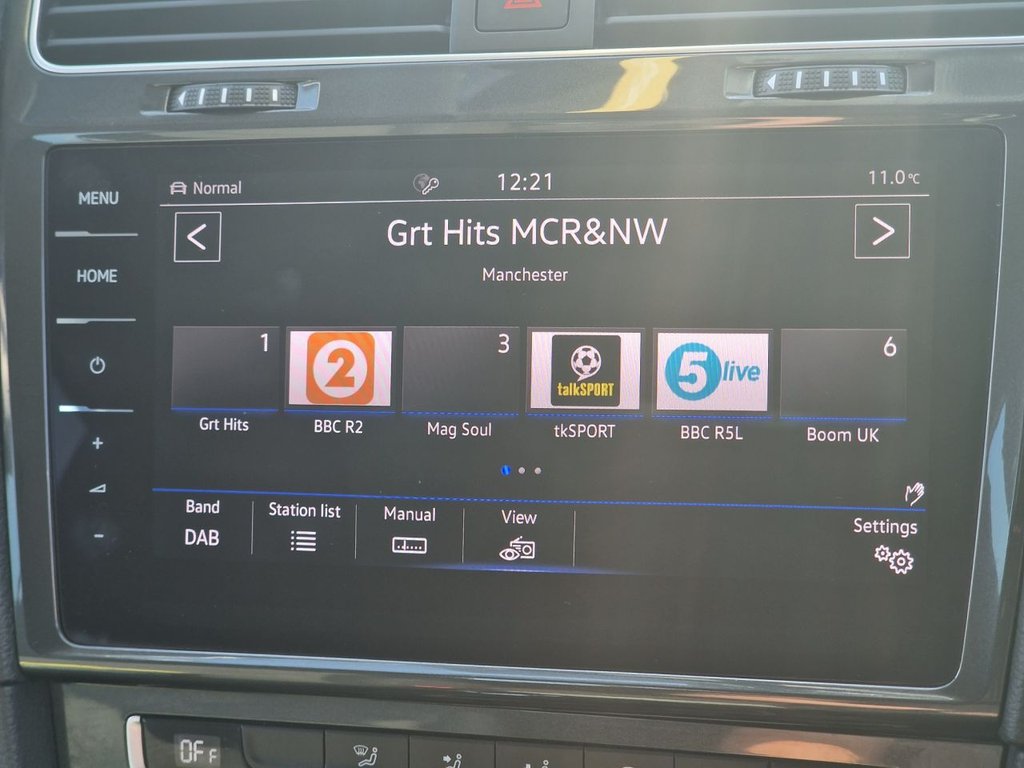 MENU
HOME
+
-
Normal
12:21
11.0°C
<
Grt Hits MCR&NW
>
Manchester
1
2
3
talkSPORT
5 live
6
Grt Hits
BBC R2
Mag Soul
tkSPORT
BBC R5L
Boom UK
Band
Station list
Manual
View
Settings
DAB
OFF